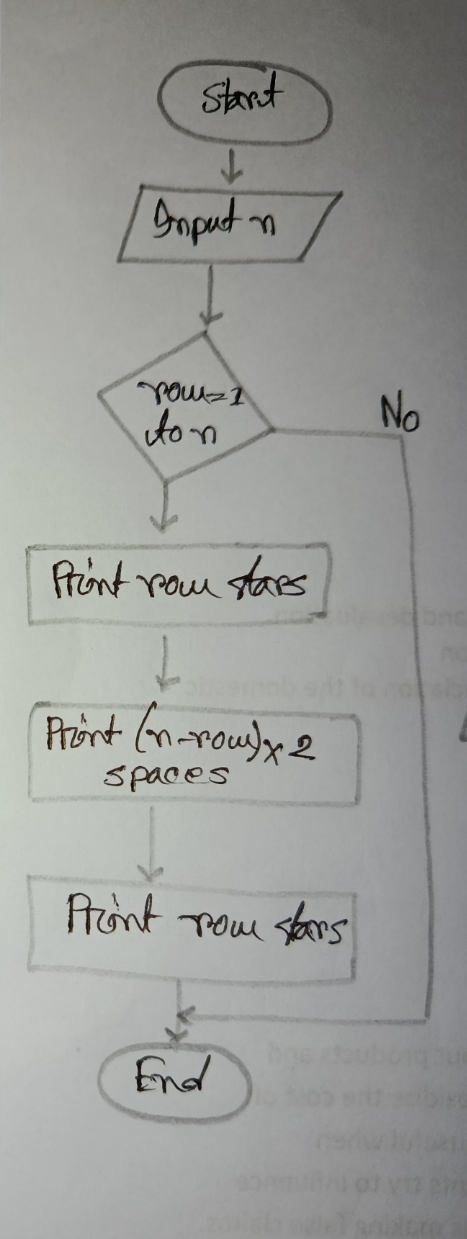 Start
Input n
row=1
to n
No
Print row stars
Print (n-row)x2
spaces
Print row stars
End